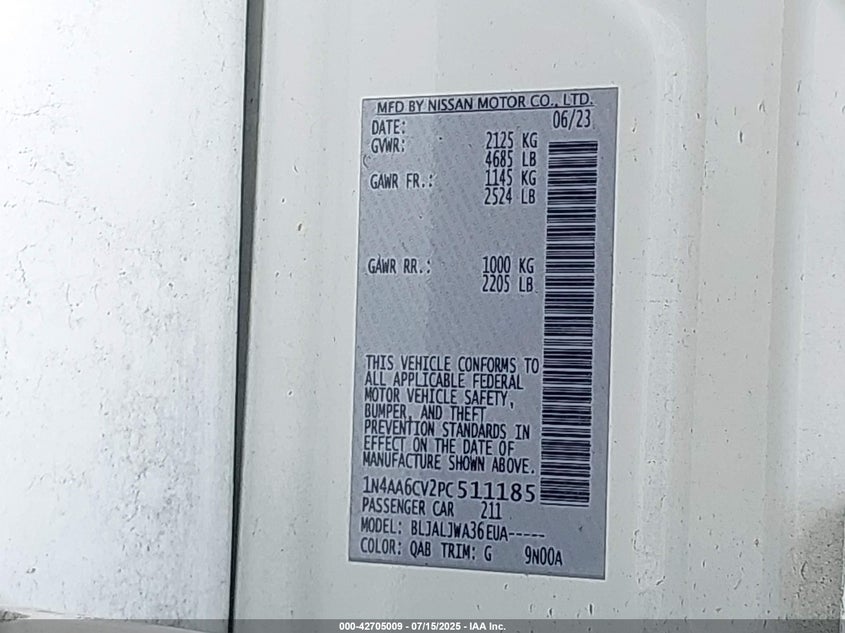 MFD BY NISSAN MOTOR CO., LTD.
DATE: 06/23
GVWR: 2125 KG
4685 LB
GAWR FR.: 1145 KG
2524 LB
GAWR RR.: 1000 KG
2205 LB
THIS VEHICLE CONFORMS TO
ALL APPLICABLE FEDERAL
MOTOR VEHICLE SAFETY,
BUMPER, AND THEFT
PREVENTION STANDARDS IN
EFFECT ON THE DATE OF
MANUFACTURE SHOWN ABOVE.
1N4AA6CV2PC511185
PASSENGER CAR 211
MODEL: BLJALJWA36EUA-----
COLOR: QAB TRIM: G 9N00A
000-42705009 - 07/15/2025 - IAA Inc.